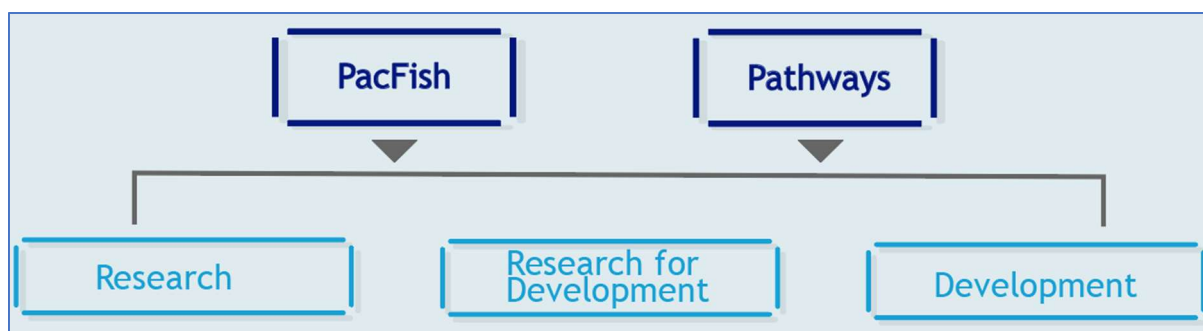 PacFish
Pathways
Research
Research for
Development
Development